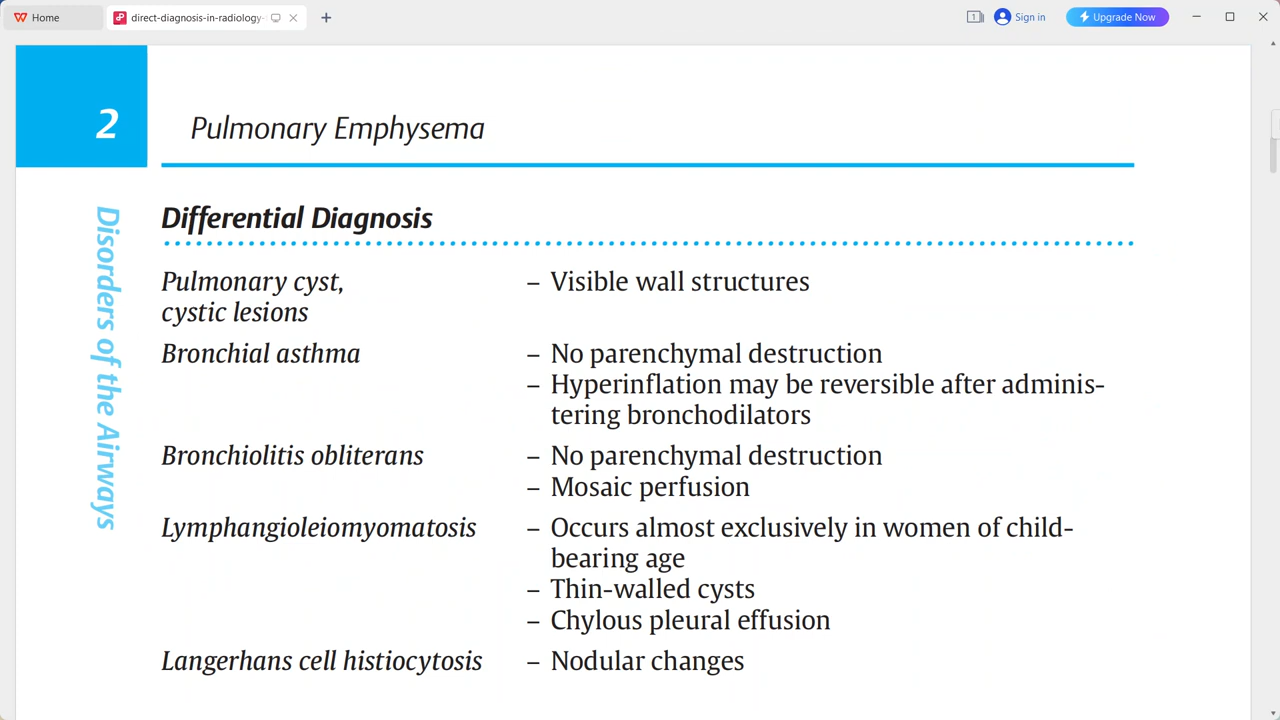 Home
direct-diagnosis-in-radiology-
1
Sign in
Upgrade Now
2
Pulmonary Emphysema
Disorders of the Airways
Differential Diagnosis
Pulmonary cyst, – Visible wall structures
cystic lesions
Bronchial asthma – No parenchymal destruction
– Hyperinflation may be reversible after adminis-
tering bronchodilators
Bronchiolitis obliterans – No parenchymal destruction
– Mosaic perfusion
Lymphangioleiomyomatosis – Occurs almost exclusively in women of child-
bearing age
– Thin-walled cysts
– Chylous pleural effusion
Langerhans cell histiocytosis – Nodular changes